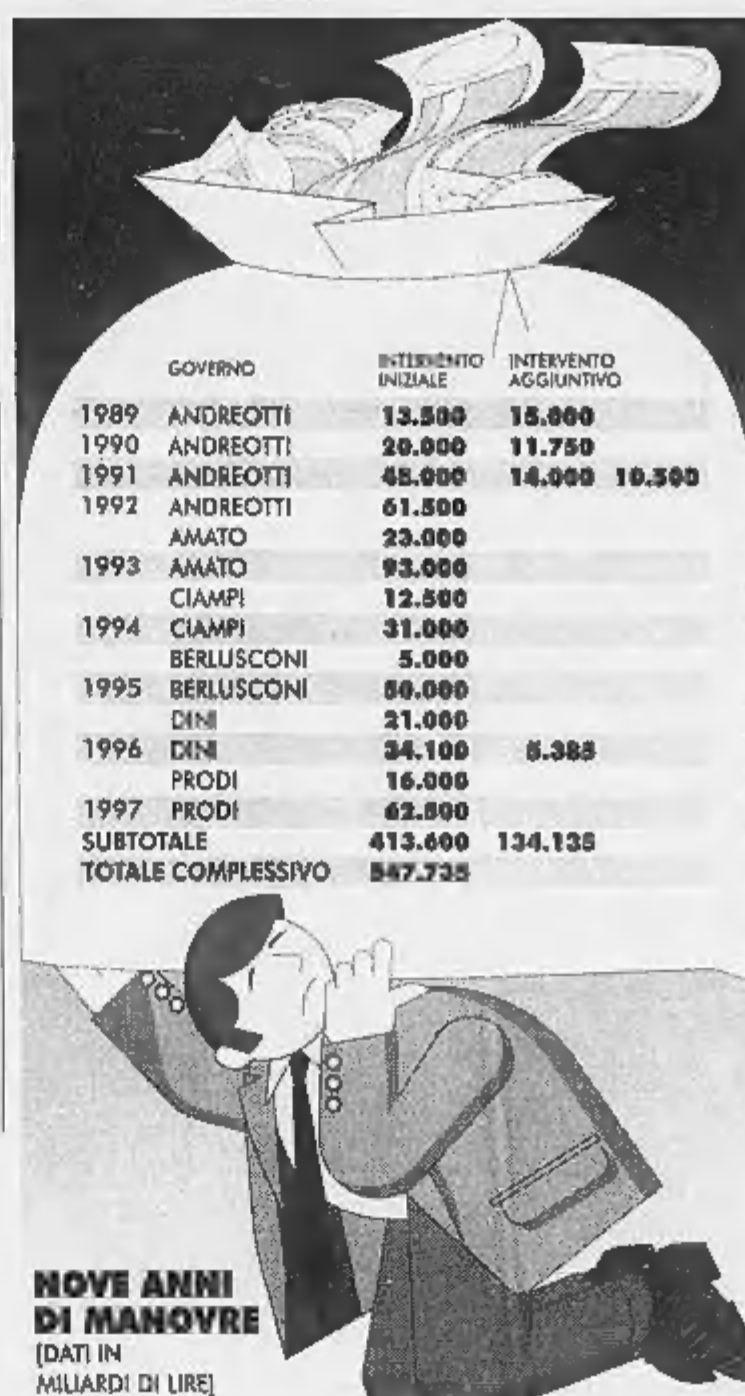 GOVERNO INTERVENTO INIZIALE INTERVENTO AGGIUNTIVO
1989 ANDREOTTI 13.500 15.000
1990 ANDREOTTI 20.000 11.750
1991 ANDREOTTI 48.000 14.000 10.500
1992 ANDREOTTI 61.500
AMATO 23.000
1993 AMATO 93.000
CIAMPI 12.500
1994 CIAMPI 31.000
BERLUSCONI 5.000
1995 BERLUSCONI 50.000
DINI 21.000
1996 DINI 34.100 5.385
PRODI 16.000
1997 PRODI 62.500
SUBTOTALE 413.600 134.135
TOTALE COMPLESSIVO 547.735
NOVE ANNI
DI MANOVRE
[DATI IN
MILIARDI DI LIRE]